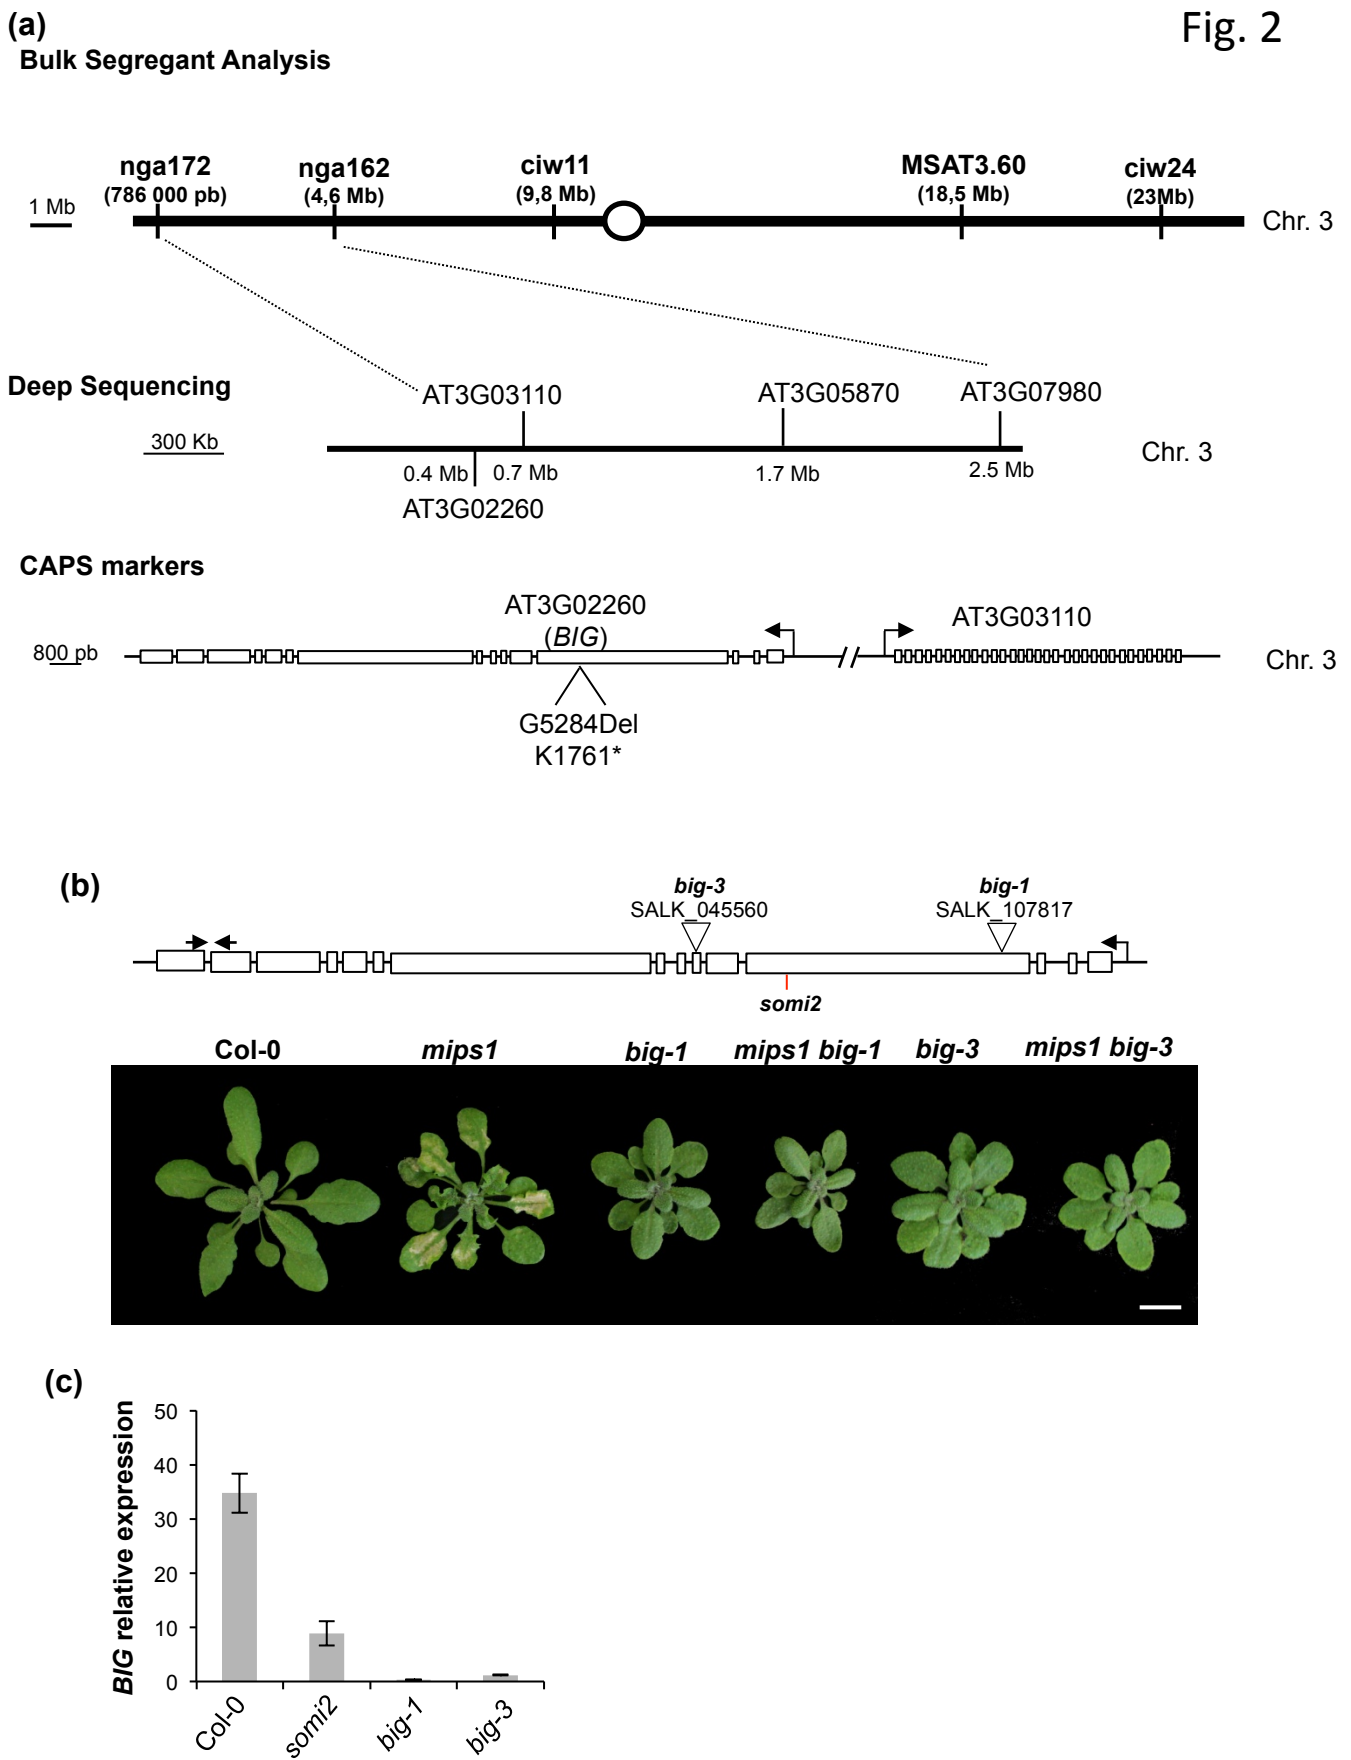 (a)
Fig. 2
Bulk Segregant Analysis
nga172
(786 000 pb)
nga162
(4,6 Mb)
ciw11
(9,8 Mb)
MSAT3.60
(18,5 Mb)
ciw24
(23Mb)
1 Mb
Chr. 3
Deep Sequencing
AT3G03110
AT3G05870
AT3G07980
300 Kb
Chr. 3
0.4 Mb
0.7 Mb
1.7 Mb
2.5 Mb
AT3G02260
CAPS markers
AT3G02260
(BIG)
AT3G03110
800 pb
Chr. 3
G5284Del
K1761*
(b)
big-3
SALK_045560
big-1
SALK_107817
somi2
Col-0 mips1 big-1 mips1 big-1 big-3 mips1 big-3
(c)
BIG relative expression
50
40
30
20
10
0
Col-0
somi2
big-1
big-3